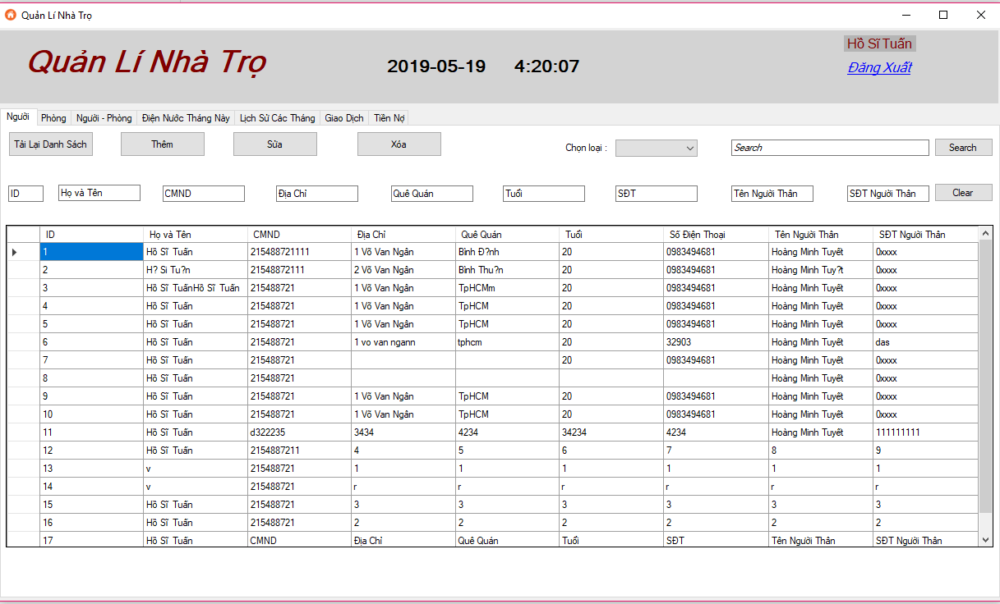 Quản Lí Nhà Trọ
Quản Lí Nhà Trọ 2019-05-19 4:20:07
Hồ Sĩ Tuấn
Đăng Xuất
Người Phòng Người - Phòng Điện Nước Tháng Này Lịch Sử Các Tháng Giao Dịch Tiền Nợ
Tải Lại Danh Sách Thêm Sửa Xóa Chọn loại : Search Search
ID Họ và Tên CMND Địa Chỉ Quê Quán Tuổi SĐT Tên Người Thân SĐT Người Thân Clear
ID Họ và Tên CMND Địa Chỉ Quê Quán Tuổi Số Điện Thoại Tên Người Thân SĐT Người Thân
1 Hồ Sĩ Tuấn 215488721111 1 Võ Van Ngân Bình Đ?nh 20 0983494681 Hoàng Minh Tuyết 0xxxx
2 H? Si Tu?n 21548872111 2 Võ Van Ngân Bình Thu?n 20 0983494681 Hoàng Minh Tuy?t 0xxxx
3 Hồ Sĩ TuấnHồ Sĩ Tuấn 215488721 1 Võ Van Ngân TpHCMm 20 0983494681 Hoàng Minh Tuyết 0xxxx
4 Hồ Sĩ Tuấn 215488721 1 Võ Van Ngân TpHCM 20 0983494681 Hoàng Minh Tuyết 0xxxx
5 Hồ Sĩ Tuấn 215488721 1 Võ Van Ngân TpHCM 20 0983494681 Hoàng Minh Tuyết 0xxxx
6 Hồ Sĩ Tuấn 215488721 1 vo van ngann tphcm 20 32903 Hoàng Minh Tuyết das
7 Hồ Sĩ Tuấn 215488721 20 0983494681 Hoàng Minh Tuyết 0xxxx
8 Hồ Sĩ Tuấn 215488721 Hoàng Minh Tuyết 0xxxx
9 Hồ Sĩ Tuấn 215488721 1 Võ Van Ngân TpHCM 20 0983494681 Hoàng Minh Tuyết 0xxxx
10 Hồ Sĩ Tuấn 215488721 1 Võ Van Ngân TpHCM 20 0983494681 Hoàng Minh Tuyết 0xxxx
11 Hồ Sĩ Tuấn d322235 3434 4234 34234 4234 Hoàng Minh Tuyết 111111111
12 Hồ Sĩ Tuấn 2154887211 4 5 6 7 8 9
13 v 215488721 1 1 1 1 1 1
14 v 215488721 r r r r r r
15 Hồ Sĩ Tuấn 215488721 3 3 3 3 3 3
16 Hồ Sĩ Tuấn 215488721 2 2 2 2 2 2
17 Hồ Sĩ Tuấn CMND Địa Chỉ Quê Quán Tuổi SĐT Tên Người Thân SĐT Người Thân